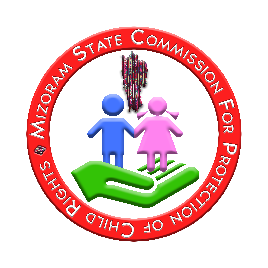 MIZORAM STATE COMMISSION FOR PROTECTION OF CHILD RIGHTS